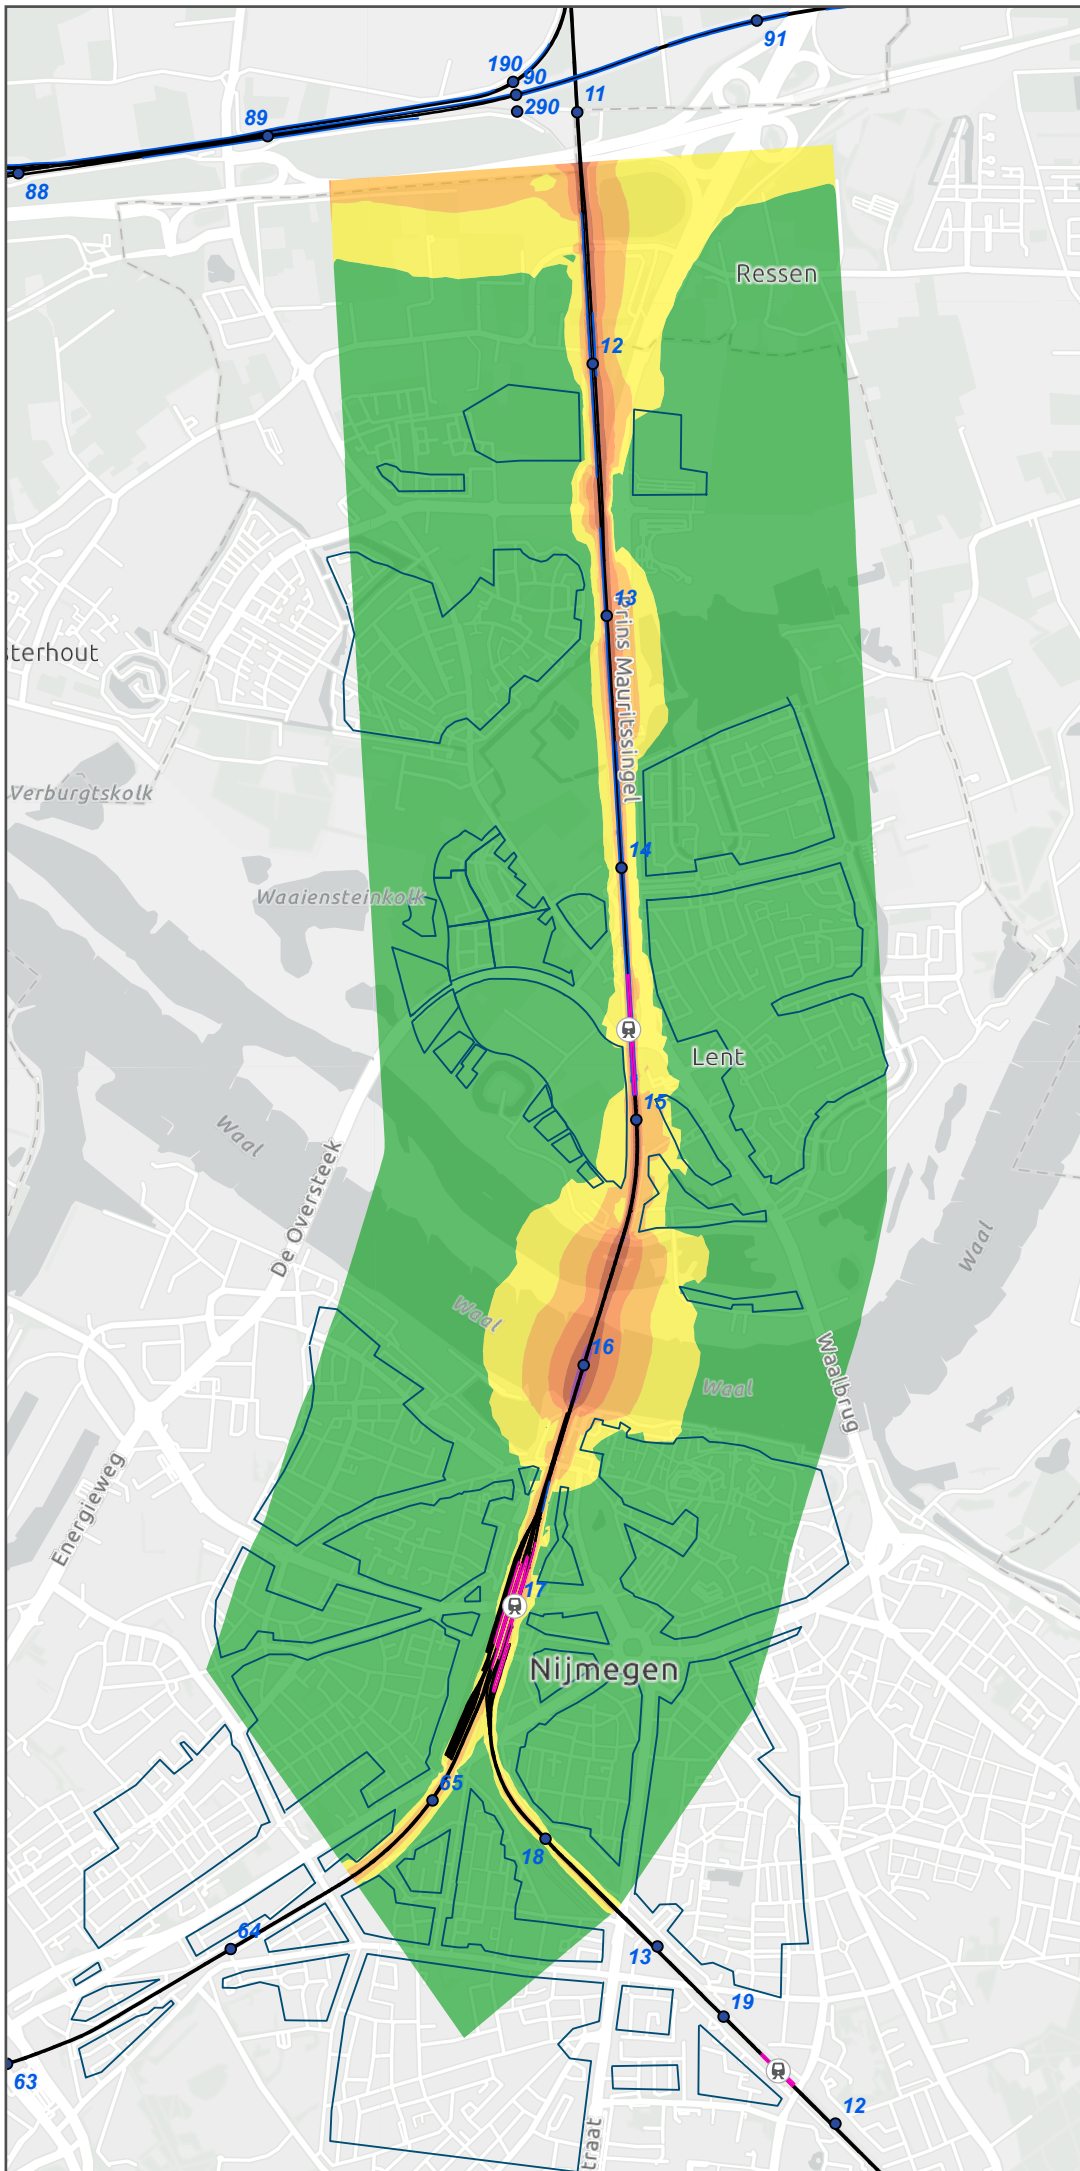 91
190
90
290
11
89
88
Ressen
12
13
Prins Mauritssingel
sterhout
Verburgtskolk
14
Waaiensteinkolk
Lent
15
Waal
De Oversteek
Waal
Waal
16
Waal
Waalbrug
Energieweg
17
Nijmegen
65
18
64
13
19
63
12
traat